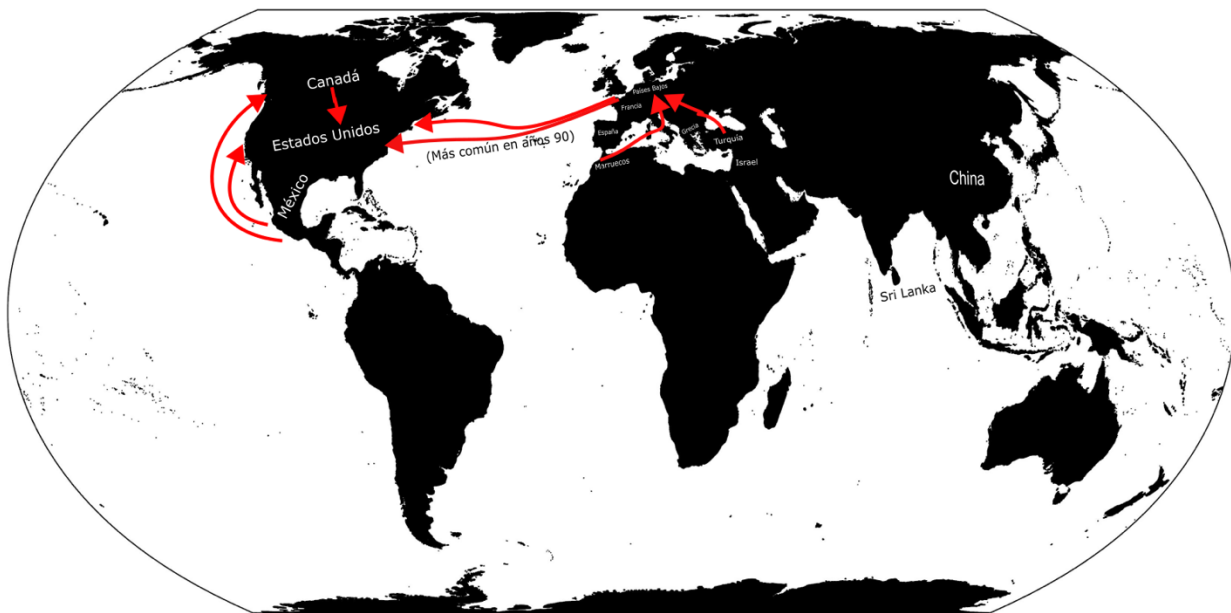 Canadá
Estados Unidos
México
(Más común en años 90)
Países Bajos
Francia
España
Grecia
Turquía
Marruecos
Israel
China
Sri Lanka